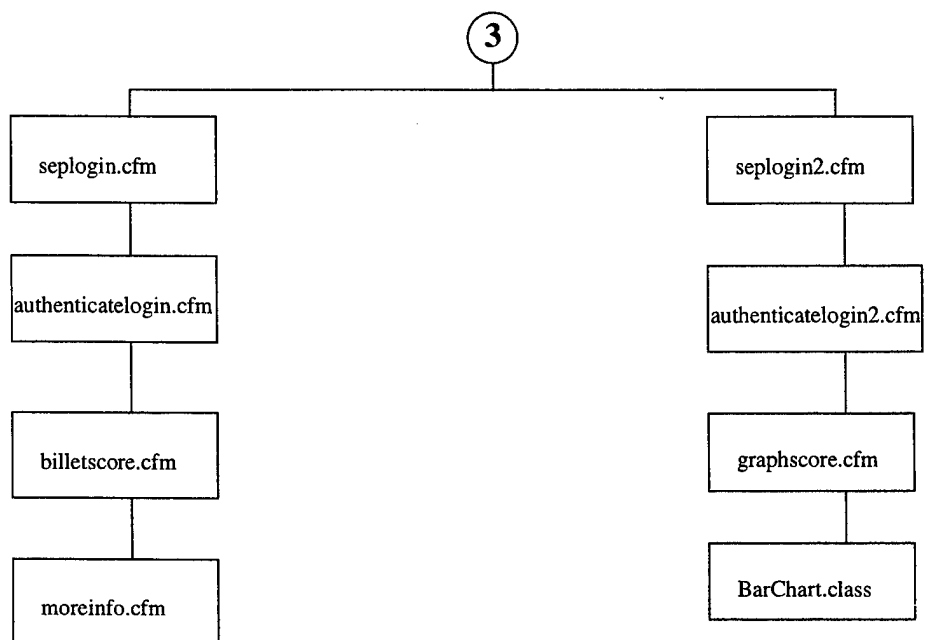 3
seplogin.cfm
seplogin2.cfm
authenticatelogin.cfm
authenticatelogin2.cfm
billetscore.cfm
graphscore.cfm
moreinfo.cfm
BarChart.class